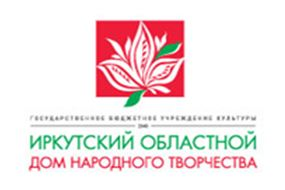 ГОСУДАРСТВЕННОЕ БЮДЖЕТНОЕ УЧРЕЖДЕНИЕ КУЛЬТУРЫ
ИРКУТСКИЙ ОБЛАСТНОЙ
ДОМ НАРОДНОГО ТВОРЧЕСТВА